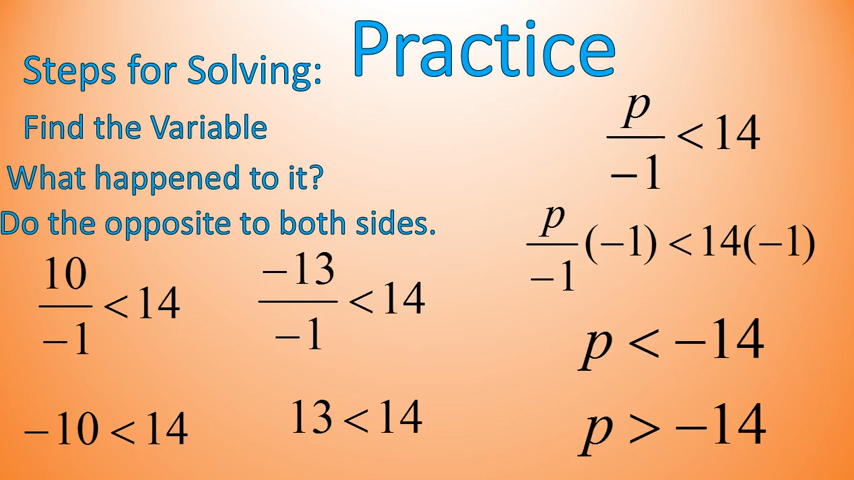 Practice
Steps for Solving:
Find the Variable
What happened to it?
Do the opposite to both sides.
p/−1 < 14
p/−1 (−1) < 14(−1)
p < −14
p > −14
10/−1 < 14
−13/−1 < 14
−10 < 14
13 < 14